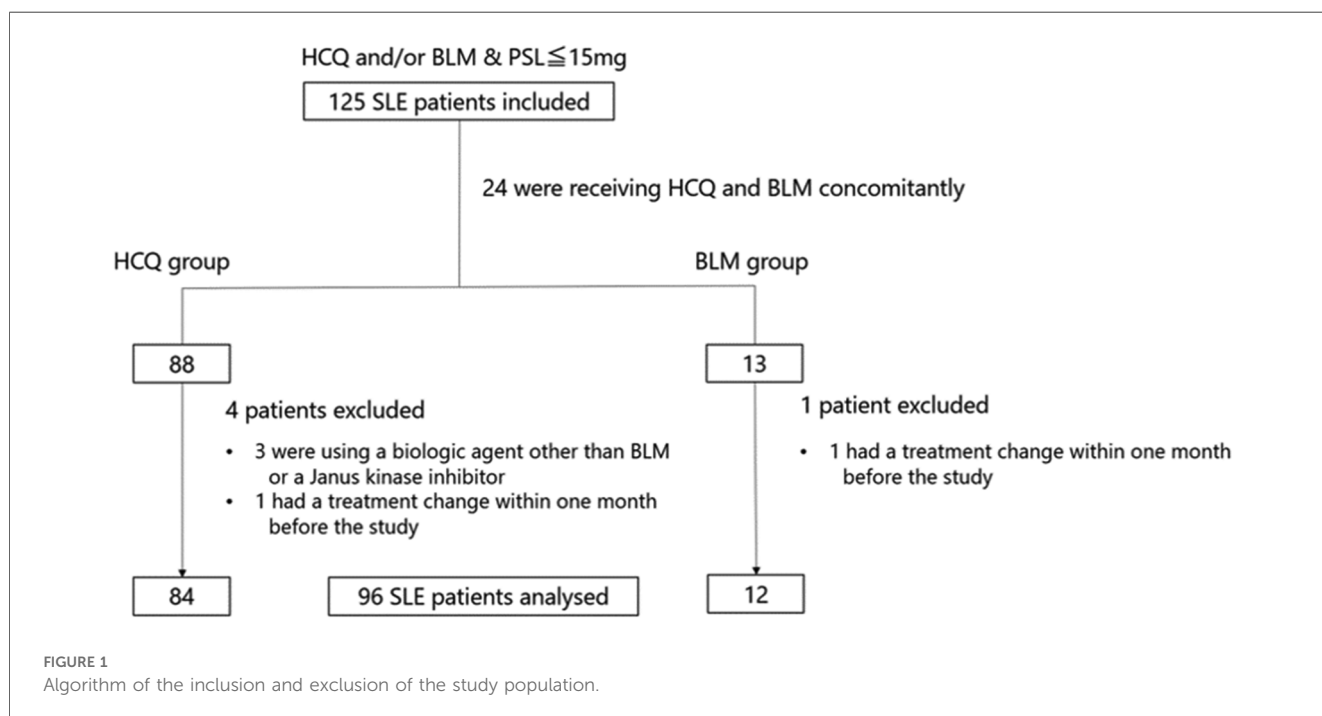 HCQ and/or BLM & PSL≦15mg
125 SLE patients included
24 were receiving HCQ and BLM concomitantly
HCQ group
BLM group
88
13
4 patients excluded
• 3 were using a biologic agent other than BLM
or a Janus kinase inhibitor
• 1 had a treatment change within one month
before the study
1 patient excluded
• 1 had a treatment change within one month
before the study
84
96 SLE patients analysed
12
FIGURE 1
Algorithm of the inclusion and exclusion of the study population.